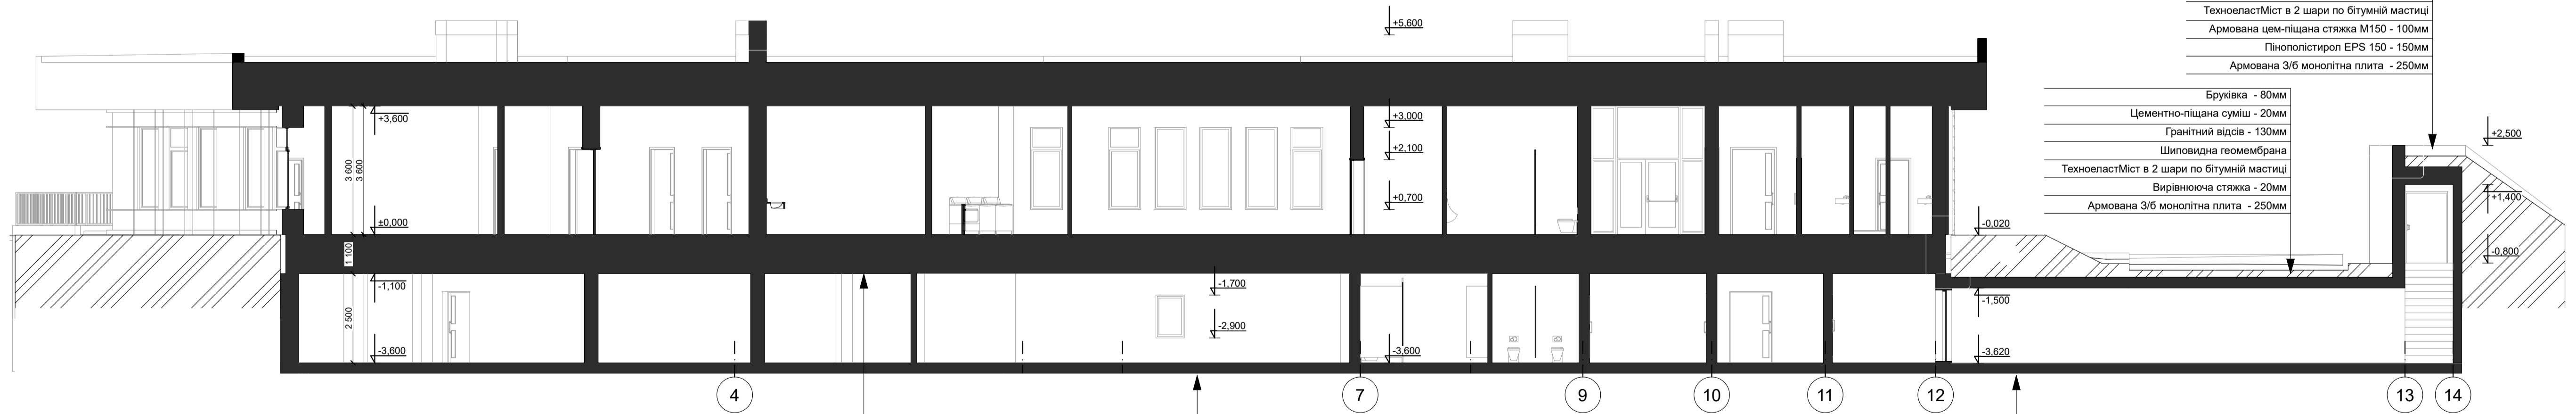 ТехноеластМіст в 2 шари по бітумній мастиці
Армована цем-піщана стяжка М150 - 100мм
Пінополістирол EPS 150 - 150мм
Армована З/б монолітна плита - 250мм
Бруківка - 80мм
Цементно-піщана суміш - 20мм
Гранітний відсів - 130мм
Шиповидна геомембрана
ТехноеластМіст в 2 шари по бітумній мастиці
Вирівнююча стяжка - 20мм
Армована З/б монолітна плита - 250мм
+5,600
+3,600
3 600
3 600
±0,000
1 100
-1,100
2 500
-3,600
+3,000
+2,100
+0,700
-1,700
-2,900
-3,600
-0,020
-1,500
-3,620
+2,500
+1,400
-0,800
4
7
9
10
11
12
13
14